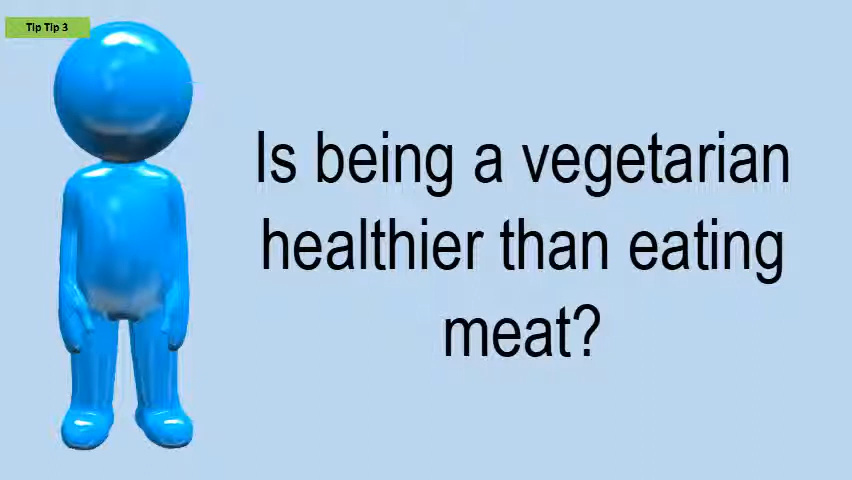 Tip Tip 3
Is being a vegetarian
healthier than eating
meat?